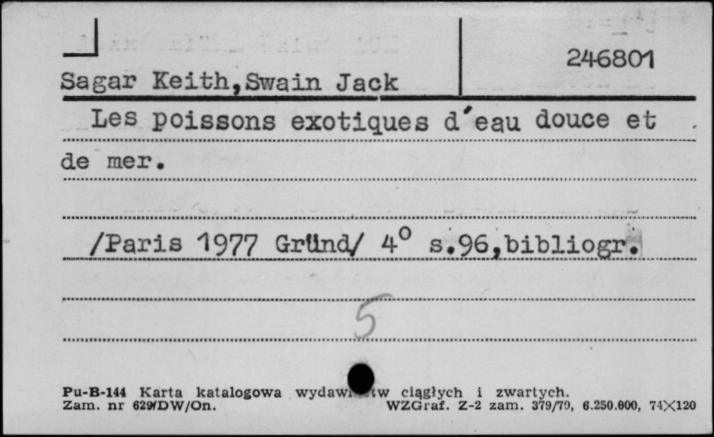 246801
Sagar Keith,Swain Jack
Les poissons exotiques d'eau douce et
de mer.
/Paris 1977 Gründ/ 4° s.96,bibliogr.
5
Pu-B-144 Karta katalogowa wydawnictw ciągłych i zwartych.
Zam. nr 629/DW/On. WZGraf. Z-2 zam. 379/79, 6.250.000, 74×120